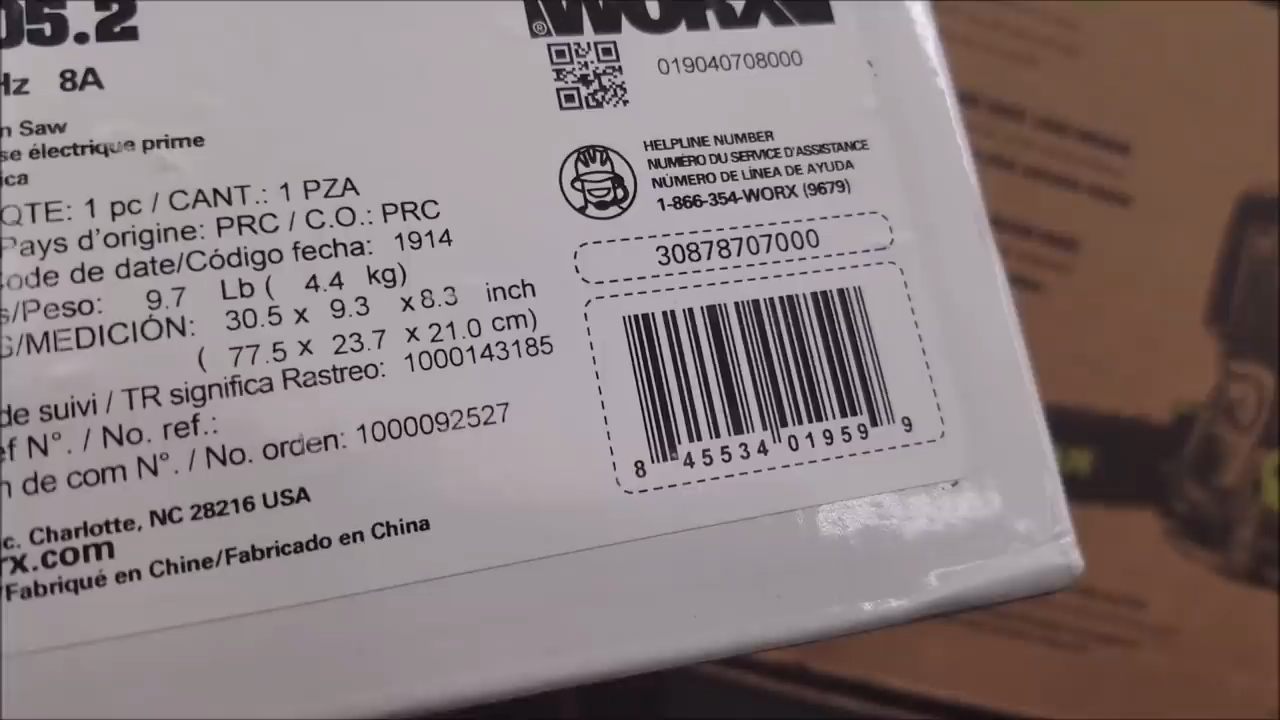 05.2
WORX
Hz 8A
019040708000
n Saw
se électrique prime
ica
HELPLINE NUMBER
NUMÉRO DU SERVICE D'ASSISTANCE
NÚMERO DE LÍNEA DE AYUDA
1-866-354-WORX (9679)
QTE: 1 pc / CANT.: 1 PZA
Pays d'origine: PRC / C.O.: PRC
ode de date/Código fecha: 1914
s/Peso: 9.7 Lb ( 4.4 kg)
S/MEDICIÓN: 30.5 x 9.3 x 8.3 inch
( 77.5 x 23.7 x 21.0 cm)
de suivi / TR significa Rastreo: 1000143185
ef N°. / No. ref.:
n de com N°. / No. orden: 1000092527
30878707000
8 45534 01959 9
c. Charlotte, NC 28216 USA
rx.com
/Fabriqué en Chine/Fabricado en China